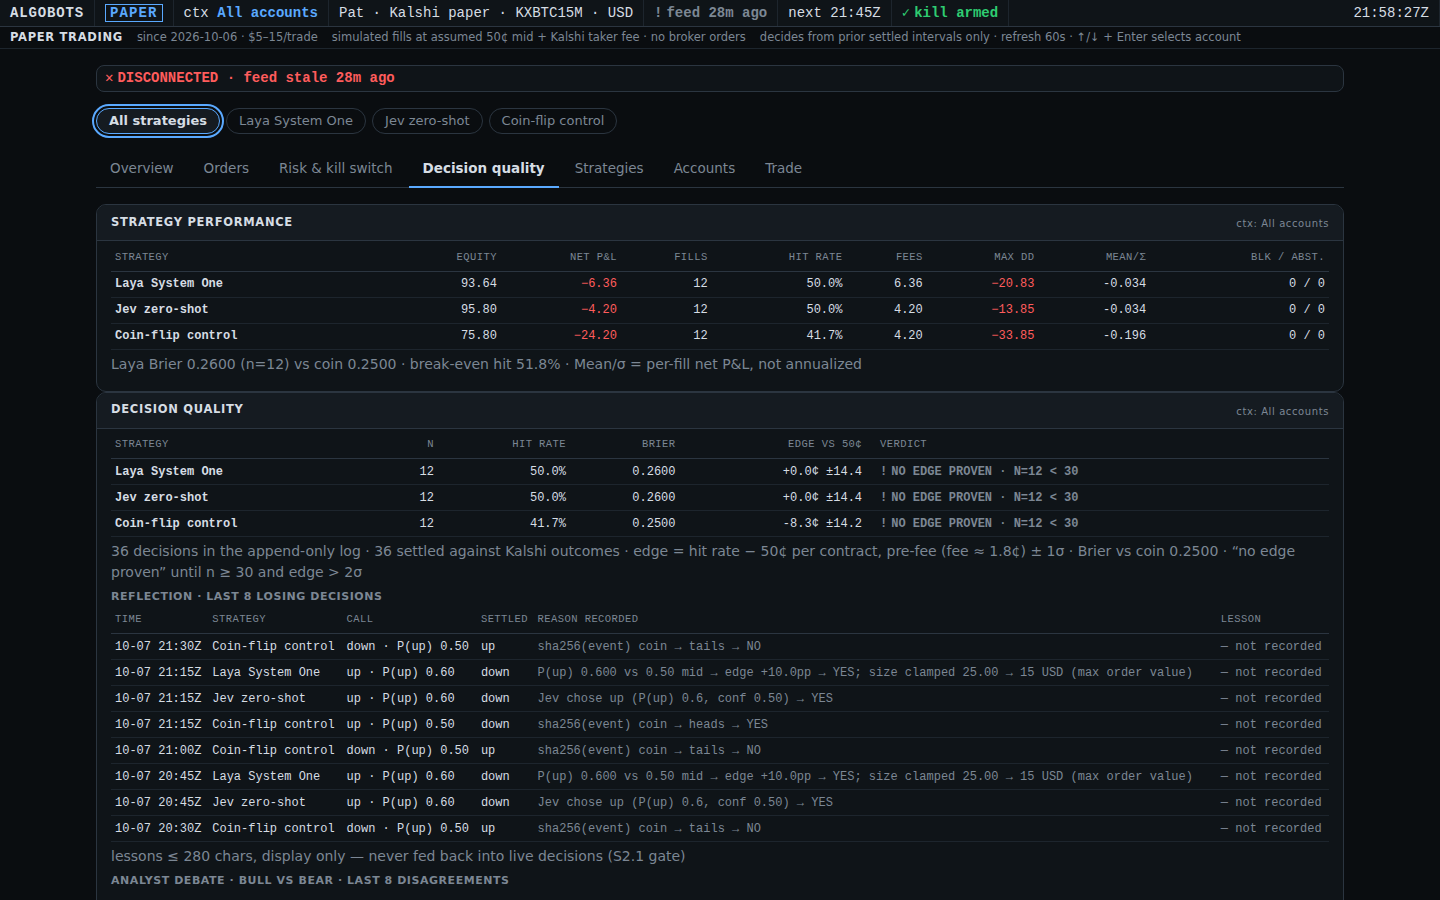 ALGOBOTS PAPER ctx All accounts Pat · Kalshi paper · KXBTC15M · USD ! feed 28m ago next 21:45Z ✓ kill armed 21:58:27Z
PAPER TRADING since 2026-10-06 · $5–15/trade simulated fills at assumed 50¢ mid + Kalshi taker fee · no broker orders decides from prior settled intervals only · refresh 60s · ↑/↓ + Enter selects account
✕ DISCONNECTED · feed stale 28m ago
All strategies Laya System One Jev zero-shot Coin-flip control
Overview Orders Risk & kill switch Decision quality Strategies Accounts Trade
STRATEGY PERFORMANCE ctx: All accounts
STRATEGY EQUITY NET P&L FILLS HIT RATE FEES MAX DD MEAN/Σ BLK / ABST.
Laya System One 93.64 −6.36 12 50.0% 6.36 −20.83 -0.034 0 / 0
Jev zero-shot 95.80 −4.20 12 50.0% 4.20 −13.85 -0.034 0 / 0
Coin-flip control 75.80 −24.20 12 41.7% 4.20 −33.85 -0.196 0 / 0
Laya Brier 0.2600 (n=12) vs coin 0.2500 · break-even hit 51.8% · Mean/σ = per-fill net P&L, not annualized
DECISION QUALITY ctx: All accounts
STRATEGY N HIT RATE BRIER EDGE VS 50¢ VERDICT
Laya System One 12 50.0% 0.2600 +0.0¢ ±14.4 ! NO EDGE PROVEN · N=12 < 30
Jev zero-shot 12 50.0% 0.2600 +0.0¢ ±14.4 ! NO EDGE PROVEN · N=12 < 30
Coin-flip control 12 41.7% 0.2500 -8.3¢ ±14.2 ! NO EDGE PROVEN · N=12 < 30
36 decisions in the append-only log · 36 settled against Kalshi outcomes · edge = hit rate − 50¢ per contract, pre-fee (fee ≈ 1.8¢) ± 1σ · Brier vs coin 0.2500 · “no edge
proven” until n ≥ 30 and edge > 2σ
REFLECTION · LAST 8 LOSING DECISIONS
TIME STRATEGY CALL SETTLED REASON RECORDED LESSON
10-07 21:30Z Coin-flip control down · P(up) 0.50 up sha256(event) coin → tails → NO — not recorded
10-07 21:15Z Laya System One up · P(up) 0.60 down P(up) 0.600 vs 0.50 mid → edge +10.0pp → YES; size clamped 25.00 → 15 USD (max order value) — not recorded
10-07 21:15Z Jev zero-shot up · P(up) 0.60 down Jev chose up (P(up) 0.6, conf 0.50) → YES — not recorded
10-07 21:15Z Coin-flip control up · P(up) 0.50 down sha256(event) coin → heads → YES — not recorded
10-07 21:00Z Coin-flip control down · P(up) 0.50 up sha256(event) coin → tails → NO — not recorded
10-07 20:45Z Laya System One up · P(up) 0.60 down P(up) 0.600 vs 0.50 mid → edge +10.0pp → YES; size clamped 25.00 → 15 USD (max order value) — not recorded
10-07 20:45Z Jev zero-shot up · P(up) 0.60 down Jev chose up (P(up) 0.6, conf 0.50) → YES — not recorded
10-07 20:30Z Coin-flip control down · P(up) 0.50 up sha256(event) coin → tails → NO — not recorded
lessons ≤ 280 chars, display only — never fed back into live decisions (S2.1 gate)
ANALYST DEBATE · BULL VS BEAR · LAST 8 DISAGREEMENTS